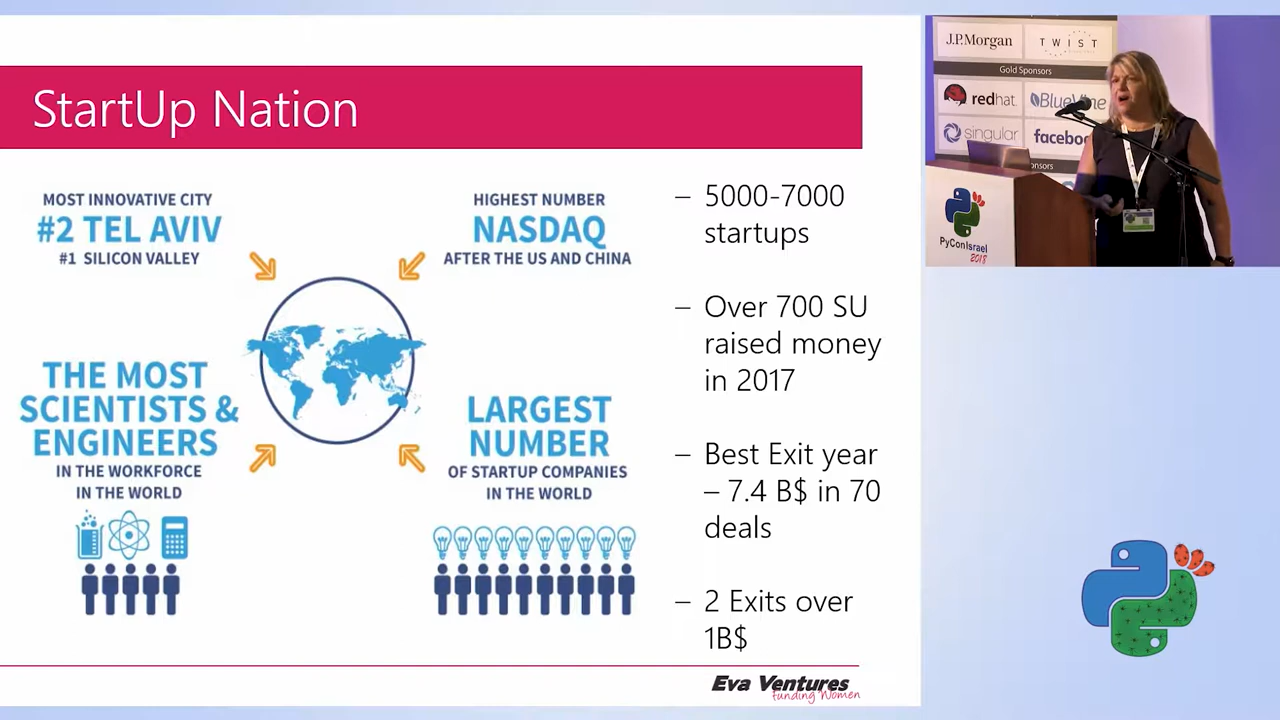 StartUp Nation
MOST INNOVATIVE CITY
#2 TEL AVIV
#1 SILICON VALLEY
HIGHEST NUMBER
NASDAQ
AFTER THE US AND CHINA
THE MOST
SCIENTISTS &
ENGINEERS
IN THE WORKFORCE
IN THE WORLD
LARGEST
NUMBER
OF STARTUP COMPANIES
IN THE WORLD
– 5000-7000
startups
– Over 700 SU
raised money
in 2017
– Best Exit year
– 7.4 B$ in 70
deals
– 2 Exits over
1B$
Eva Ventures
Funding Women
J.P.Morgan
TWIST
Gold Sponsors
redhat.
BlueVine
singular
facebo
onsors
PyConIsrael
2018